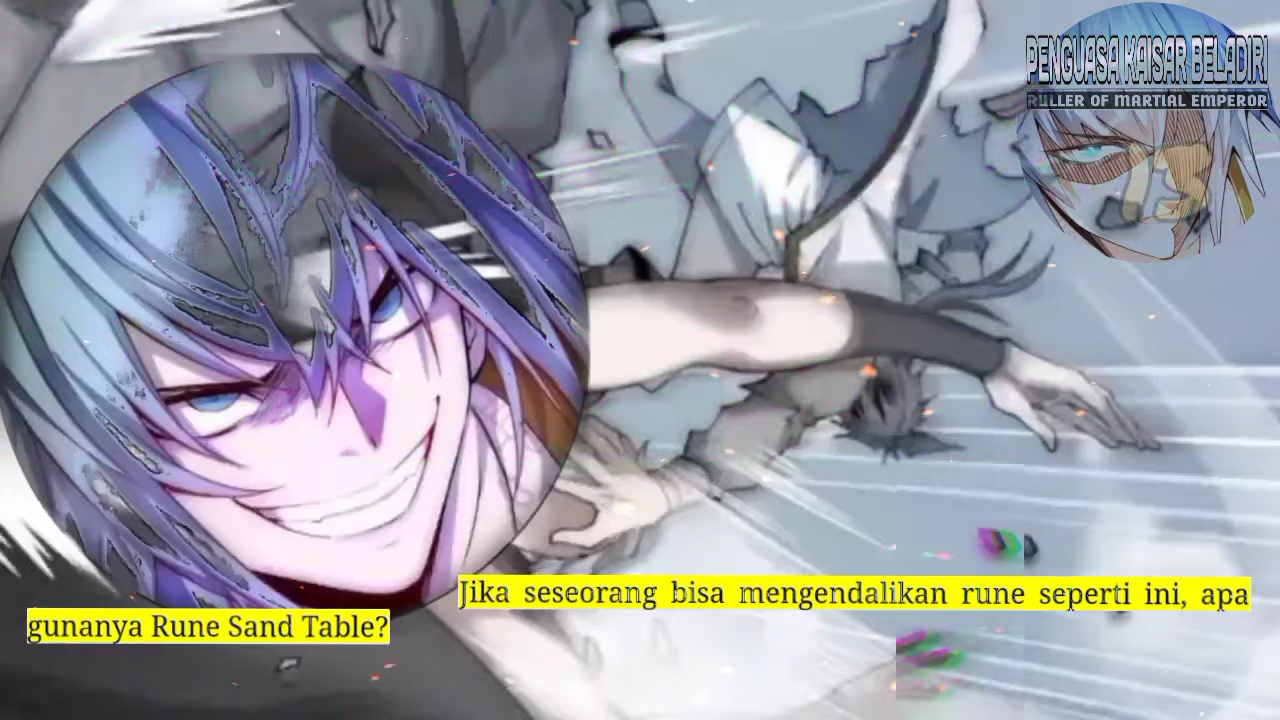 PENGUASA KAISAR BELADIRI
RULLER OF MARTIAL EMPEROR
13
Jika seseorang bisa mengendalikan rune seperti ini, apa
gunanya Rune Sand Table?